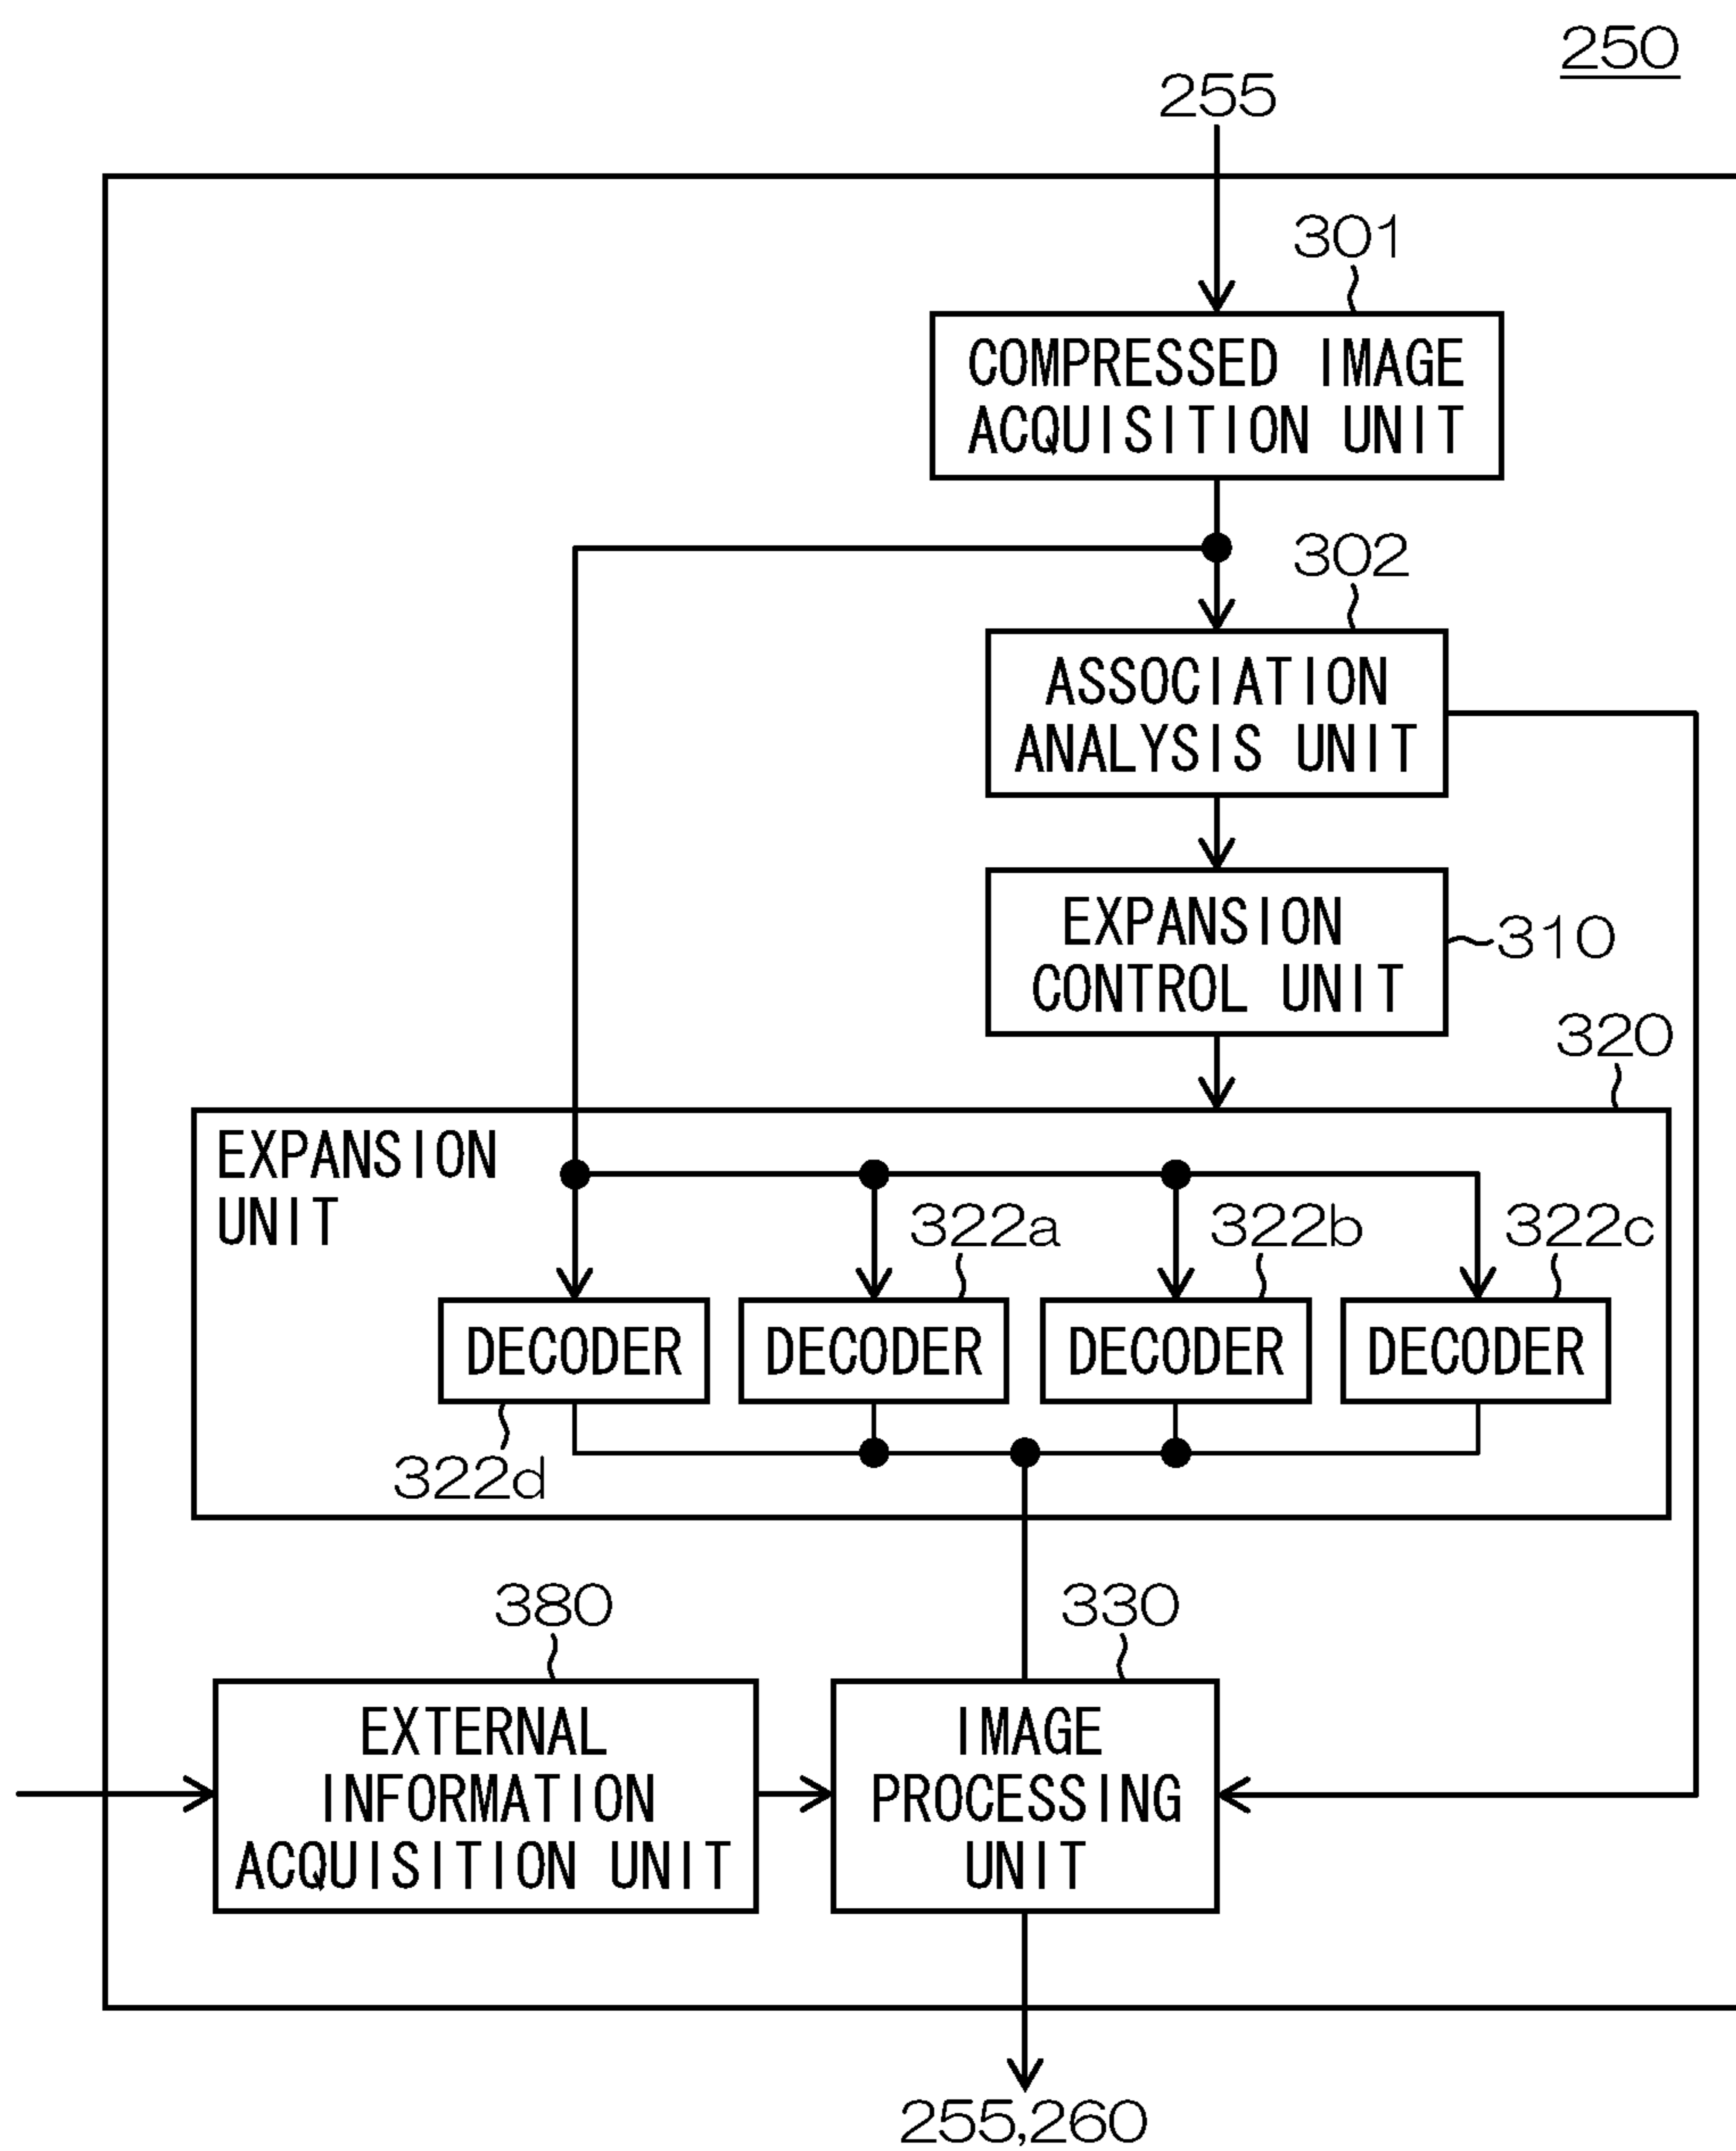 250
255
301
COMPRESSED IMAGE
ACQUISITION UNIT
302
ASSOCIATION
ANALYSIS UNIT
EXPANSION
CONTROL UNIT
310
320
EXPANSION
UNIT
322a
322b
322c
DECODER
DECODER
DECODER
DECODER
322d
380
330
EXTERNAL
INFORMATION
ACQUISITION UNIT
IMAGE
PROCESSING
UNIT
255,260